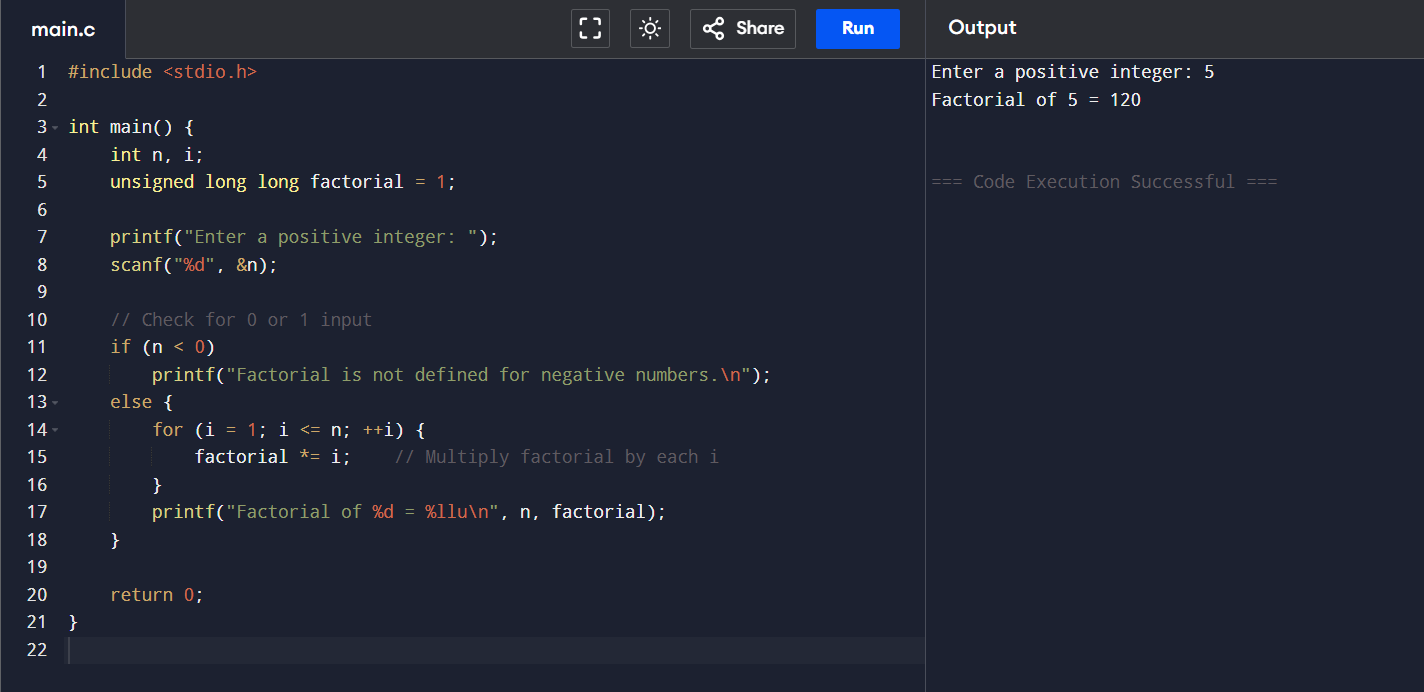 main.c
Share
Run
Output
1 #include <stdio.h>
2
3 int main() {
4     int n, i;
5     unsigned long long factorial = 1;
6
7     printf("Enter a positive integer: ");
8     scanf("%d", &n);
9
10     // Check for 0 or 1 input
11     if (n < 0)
12         printf("Factorial is not defined for negative numbers.\n");
13     else {
14         for (i = 1; i <= n; ++i) {
15             factorial *= i;    // Multiply factorial by each i
16         }
17         printf("Factorial of %d = %llu\n", n, factorial);
18     }
19
20     return 0;
21 }
22
Enter a positive integer: 5
Factorial of 5 = 120
=== Code Execution Successful ===